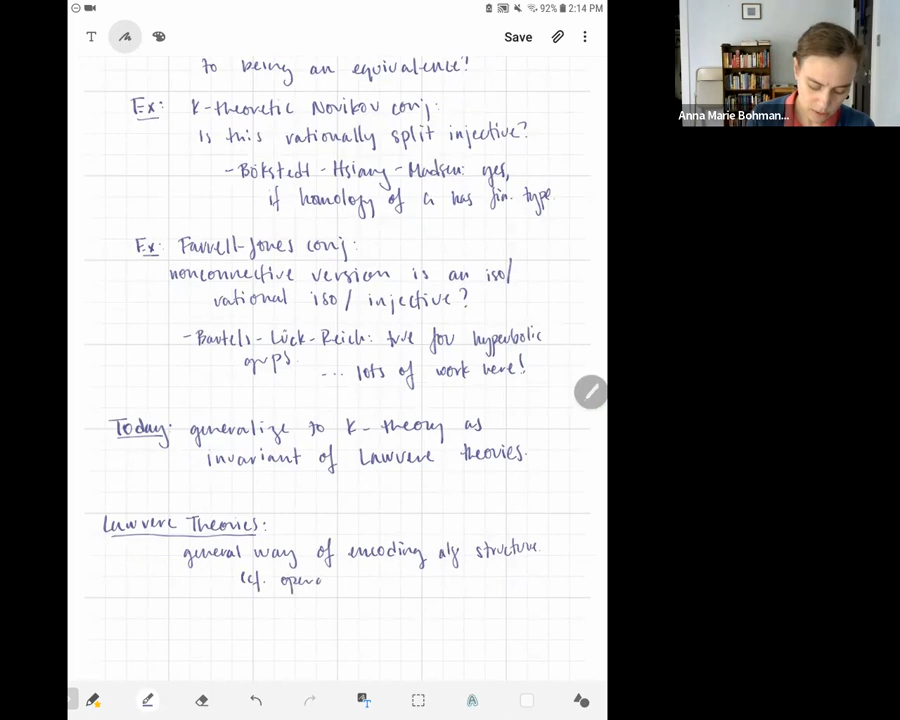 92% 2:14 PM
T
Save
to being an equivalence!
Ex: K-theoretic Novikov conj:
Is this rationally split injective?
- Bökstedt - Hsiang - Madsen: yes,
if homology of G has fin. type.
Ex: Farrell-Jones conj:
nonconnective version is an iso/
rational iso / injective?
- Bartels - Lück - Reich: true for hyperbolic
grps.
... lots of work here!
Today: generalize to K-theory as
invariant of Lawvere theories.
Lawvere Theories:
general way of encoding alg structure.
(cf. opera
Anna Marie Bohman...